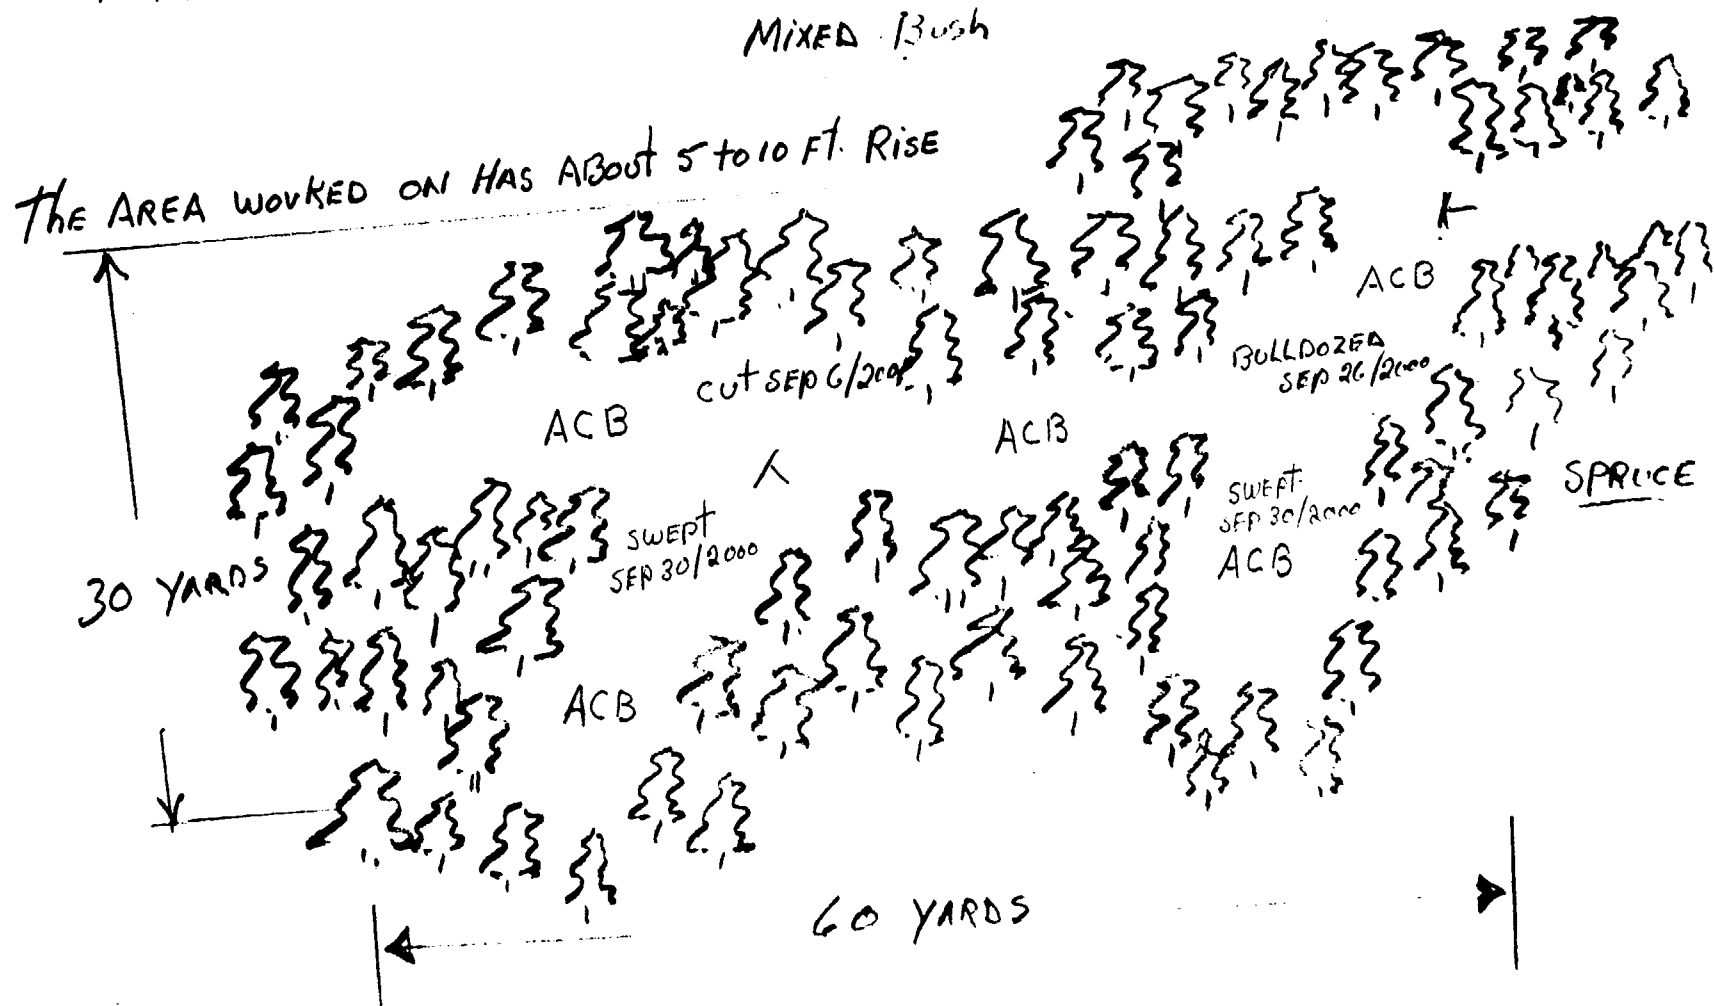 MiXED Bush
the AREA WORKED ON HAS ABout 5 to 10 Ft. RisE
ACB
BULLDOZED
SEP 26/2000
cut SEP 6/2000
ACB
ACB
SPRUCE
SWEPT
SEP 30/2000
SWEPT
SEP 30/2000
ACB
30 YARDS
ACB
60 YARDS